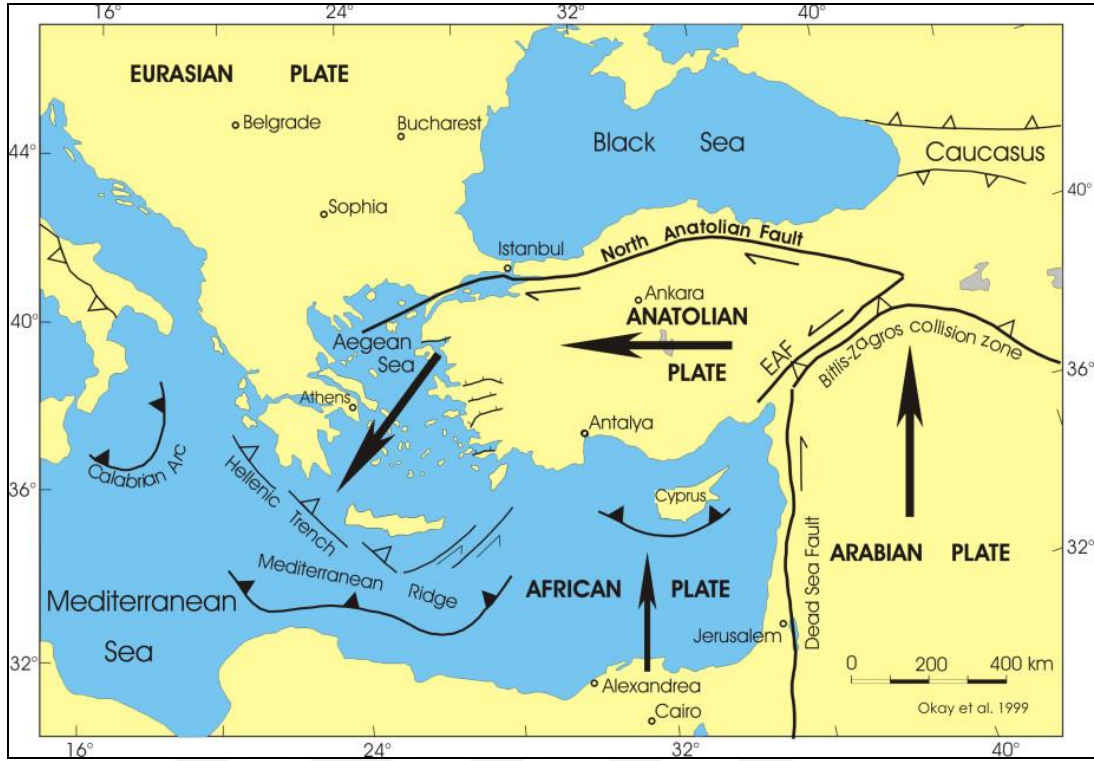 16°
24°
32°
40°
EURASIAN PLATE
Belgrade
Bucharest
Black Sea
Caucasus
44°
40°
Sophia
Istanbul
North Anatolian Fault
Ankara
ANATOLIAN
PLATE
40°
Aegean
Sea
EAF
Bitlis-Zagros collision zone
36°
Athens
Antalya
Calabrian Arc
Hellenic
Trench
36°
Cyprus
Mediterranean Ridge
AFRICAN PLATE
Dead Sea Fault
ARABIAN PLATE
32°
Mediterranean
Sea
Jerusalem
32°
0 200 400 km
Alexandrea
Cairo
Okay et al. 1999
16°
24°
32°
40°